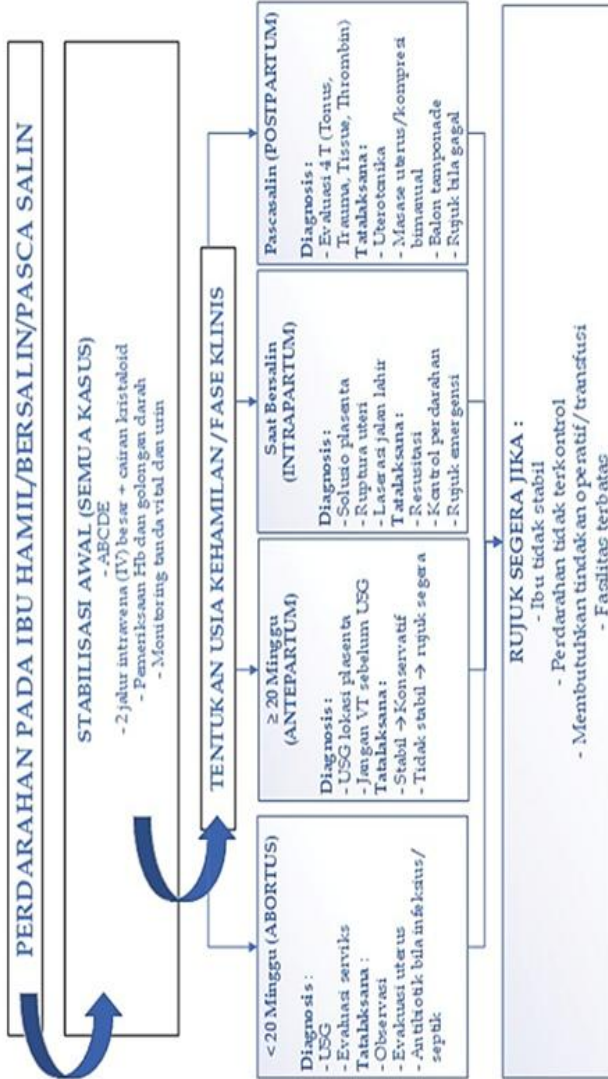 PERDARAHAN PADA IBU HAMIL/BERSALIN/PASCA SALIN
STABILISASI AWAL (SEMUA KASUS)
- ABCDE
- 2 jalur intravena (IV) besar + cairan kristaloid
- Pemeriksaan Hb dan golongan darah
- Monitoring tanda vital dan urin
TENTUKAN USIA KEHAMILAN / FASE KLINIS
< 20 Minggu (ABORTUS)
Diagnosis :
- USG
- Evaluasi serviks
Tatalaksana :
- Observasi
- Evakuasi uterus
- Antibiotik bila infeksius/
septik
≥ 20 Minggu
(ANTEPARTUM)
Diagnosis :
- USG lokasi plasenta
- Jangan VT sebelum USG
Tatalaksana :
- Stabil → Konservatif
- Tidak stabil → rujuk segera
Saat Bersalin
(INTRAPARTUM)
Diagnosis :
- Solusio plasenta
- Ruptura uteri
- Laserasi jalan lahir
Tatalaksana :
- Resusitasi
- Kontrol perdarahan
- Rujuk emergensi
Pascasalin (POSTPARTUM)
Diagnosis :
- Evaluasi 4 T (Tonus,
Trauma, Tissue, Thrombin)
Tatalaksana :
- Uterotonika
- Masase uterus/kompresi
bimanual
- Balon tamponade
- Rujuk bila gagal
RUJUK SEGERA JIKA :
- Ibu tidak stabil
- Perdarahan tidak terkontrol
- Membutuhkan tindakan operatif/transfusi
- Fasilitas terbatas